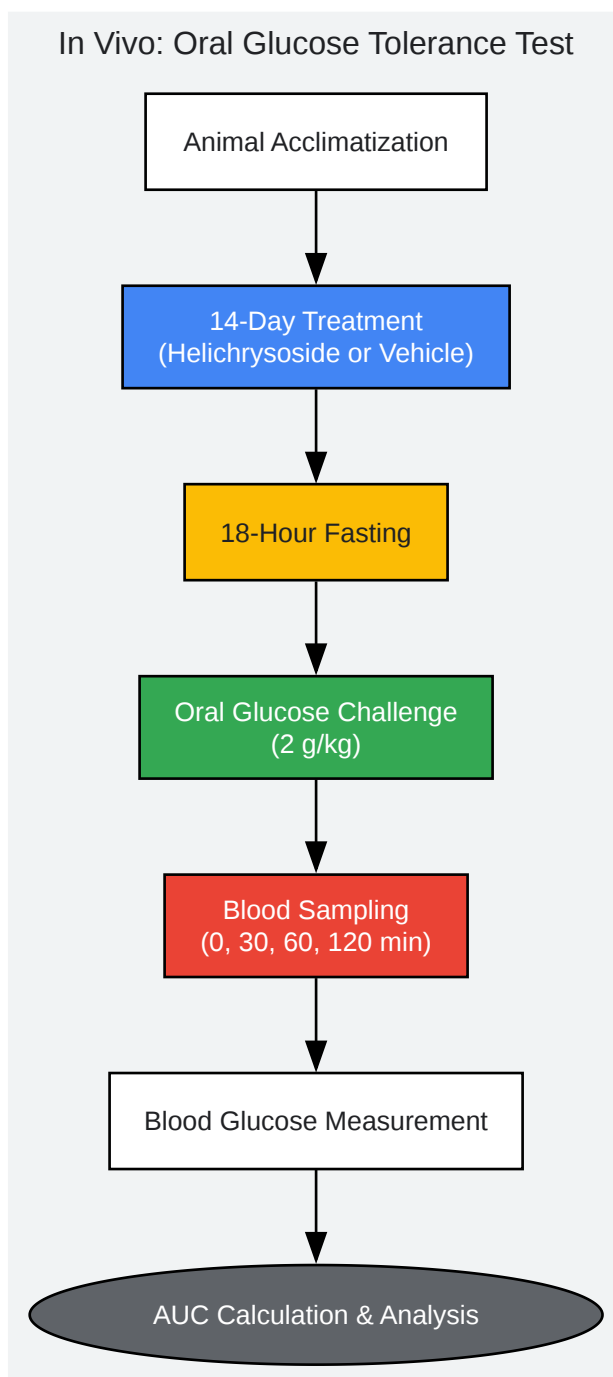 In Vivo: Oral Glucose Tolerance Test
Animal Acclimatization
14-Day Treatment
(Helichrysoside or Vehicle)
18-Hour Fasting
Oral Glucose Challenge
(2 g/kg)
Blood Sampling
(0, 30, 60, 120 min)
Blood Glucose Measurement
AUC Calculation & Analysis